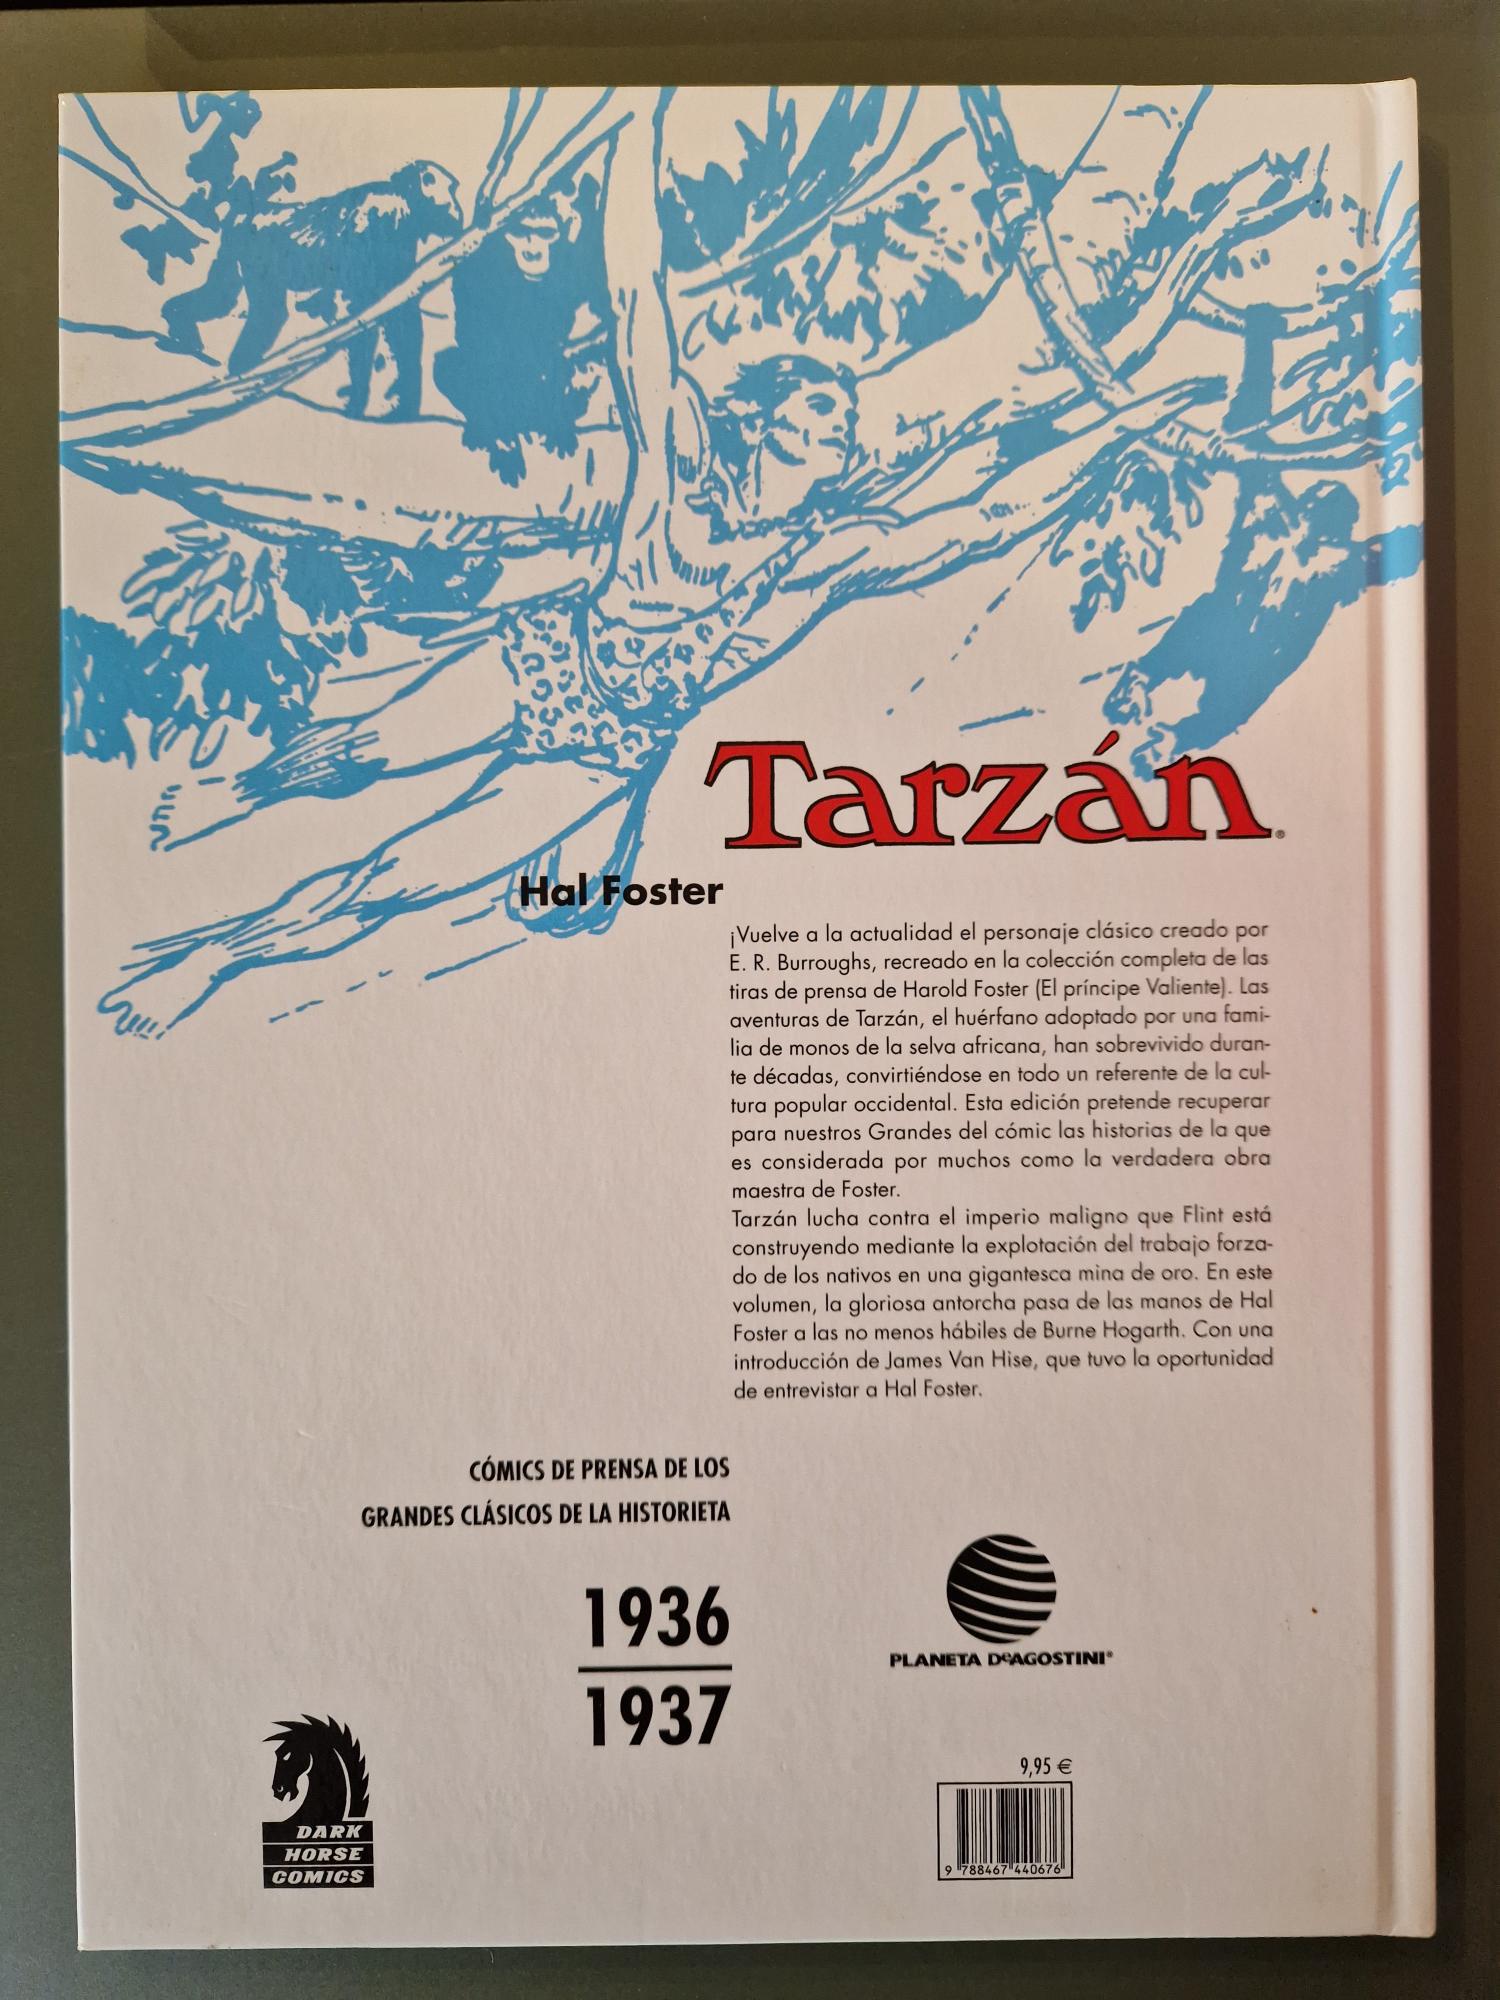 Tarzán®
Hal Foster
¡Vuelve a la actualidad el personaje clásico creado por
E. R. Burroughs, recreado en la colección completa de las
tiras de prensa de Harold Foster (El príncipe Valiente). Las
aventuras de Tarzán, el huérfano adoptado por una fami-
lia de monos de la selva africana, han sobrevivido duran-
te décadas, convirtiéndose en todo un referente de la cul-
tura popular occidental. Esta edición pretende recuperar
para nuestros Grandes del cómic las historias de la que
es considerada por muchos como la verdadera obra
maestra de Foster.
Tarzán lucha contra el imperio maligno que Flint está
construyendo mediante la explotación del trabajo forza-
do de los nativos en una gigantesca mina de oro. En este
volumen, la gloriosa antorcha pasa de las manos de Hal
Foster a las no menos hábiles de Burne Hogarth. Con una
introducción de James Van Hise, que tuvo la oportunidad
de entrevistar a Hal Foster.
CÓMICS DE PRENSA DE LOS
GRANDES CLÁSICOS DE LA HISTORIETA
1936
1937
PLANETA DeAGOSTINI®
DARK
HORSE
COMICS
9,95 €
9 788467 440676